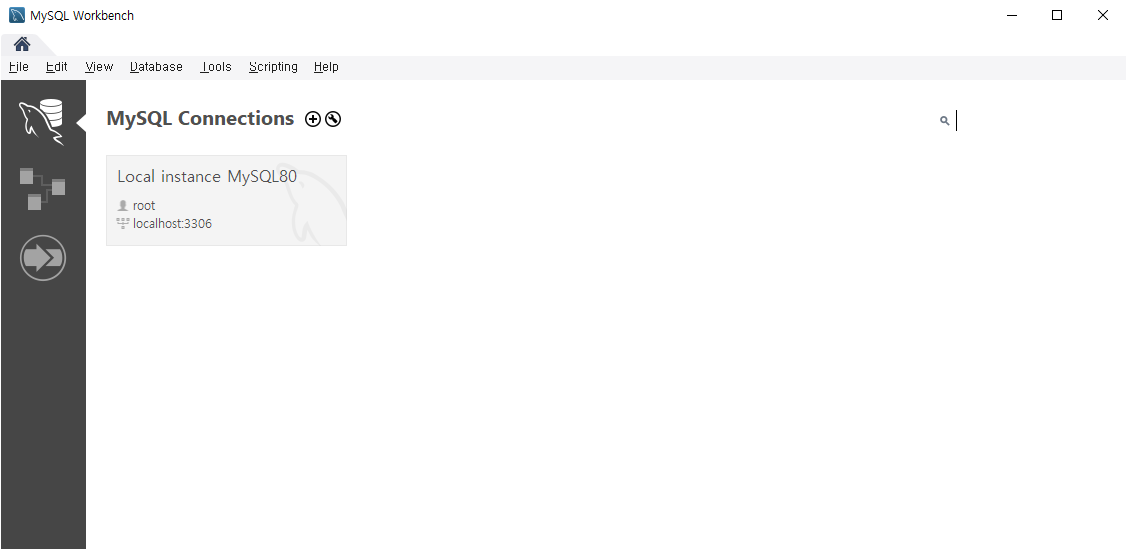 MySQL Workbench
File Edit View Database Tools Scripting Help
MySQL Connections
Local instance MySQL80
root
localhost:3306